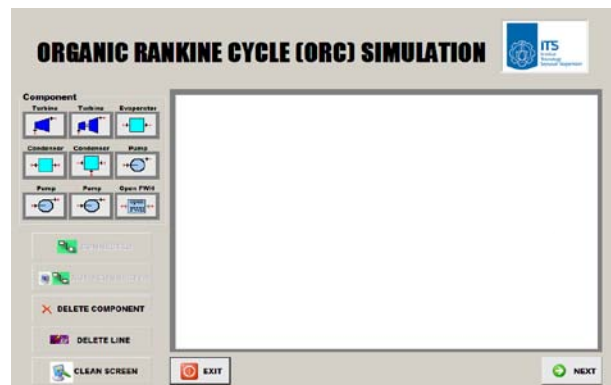 ORGANIC RANKINE CYCLE (ORC) SIMULATION
ITS
Component
Turbine Turbine Evaporator
Condenser Condenser Pump
Pump Pump Open FWH
DELETE COMPONENT
DELETE LINE
CLEAN SCREEN
EXIT
NEXT